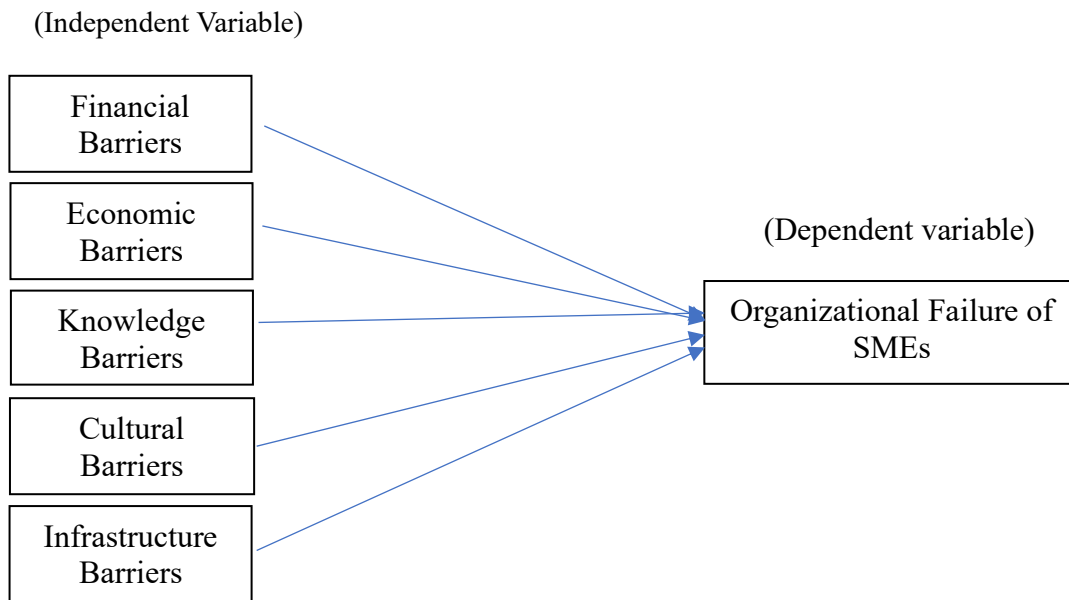 (Independent Variable)
Financial
Barriers
Economic
Barriers
(Dependent variable)
Knowledge
Barriers
Organizational Failure of
SMEs
Cultural
Barriers
Infrastructure
Barriers